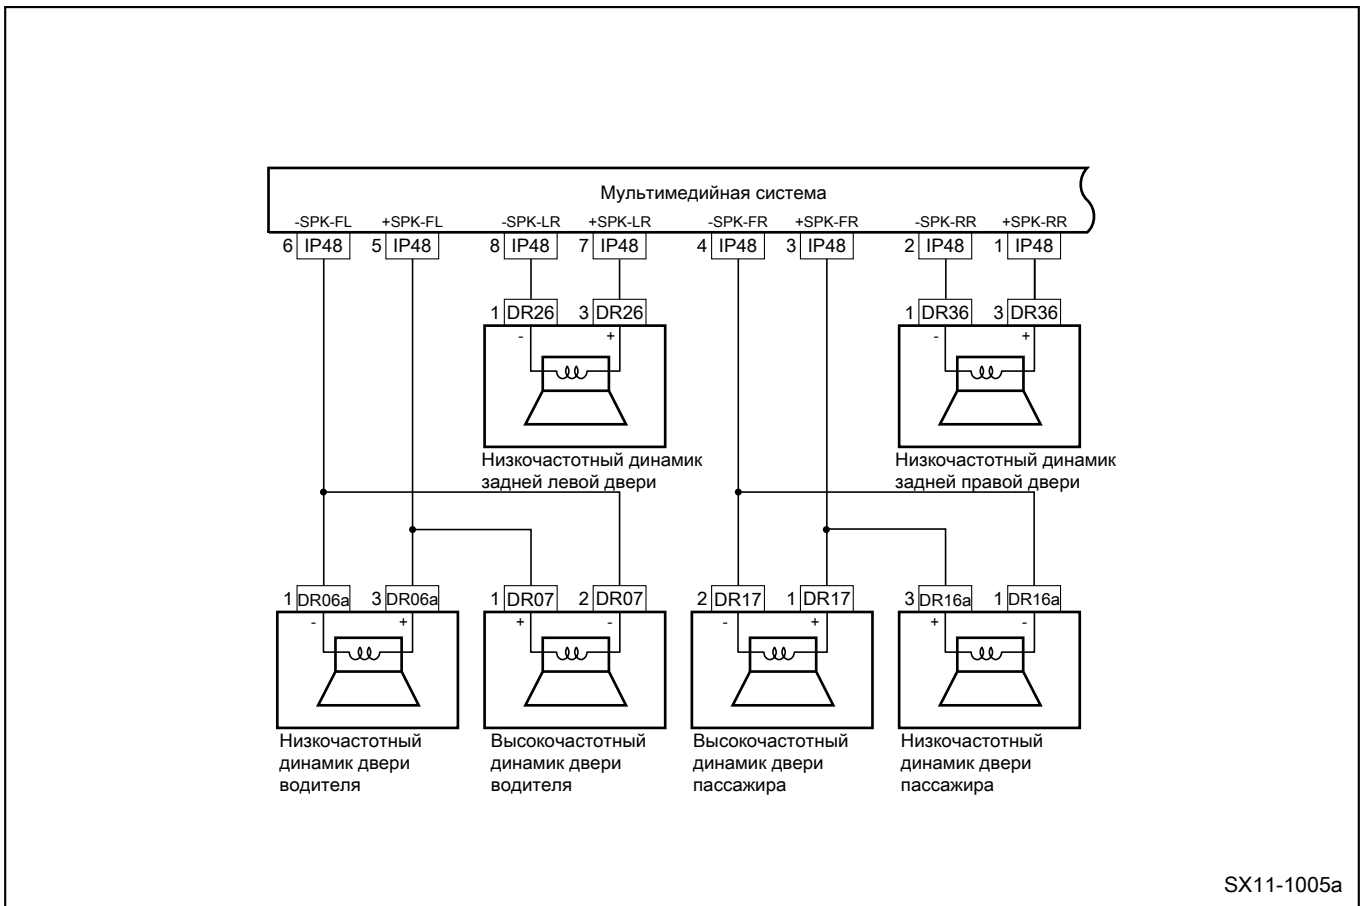 Мультимедийная система
-SPK-FL +SPK-FL -SPK-LR +SPK-LR -SPK-FR +SPK-FR -SPK-RR +SPK-RR
6 IP48 5 IP48 8 IP48 7 IP48 4 IP48 3 IP48 2 IP48 1 IP48
1 DR26 3 DR26 1 DR36 3 DR36
- + - +
Низкочастотный динамик
задней левой двери
Низкочастотный динамик
задней правой двери
1 DR06a 3 DR06a 1 DR07 2 DR07 2 DR17 1 DR17 3 DR16a 1 DR16a
- + + - - + + -
Низкочастотный
динамик двери
водителя
Высокочастотный
динамик двери
водителя
Высокочастотный
динамик двери
пассажира
Низкочастотный
динамик двери
пассажира
SX11-1005a